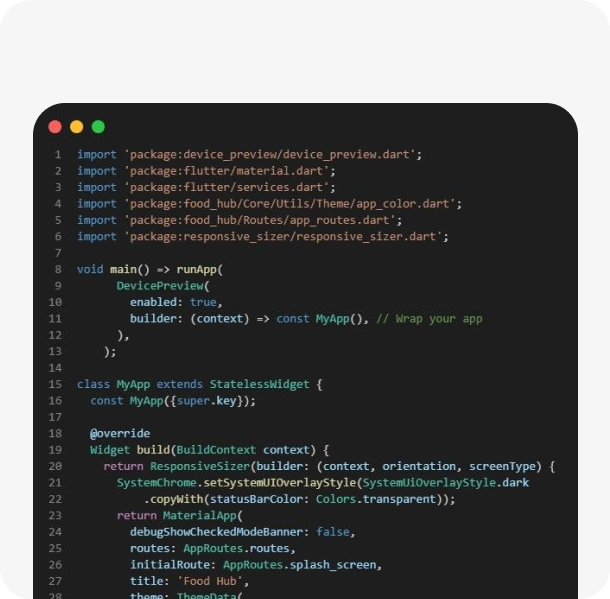 1 import 'package:device_preview/device_preview.dart';
2 import 'package:flutter/material.dart';
3 import 'package:flutter/services.dart';
4 import 'package:food_hub/Core/Utils/Theme/app_color.dart';
5 import 'package:food_hub/Routes/app_routes.dart';
6 import 'package:responsive_sizer/responsive_sizer.dart';
7
8 void main() => runApp(
9       DevicePreview(
10         enabled: true,
11         builder: (context) => const MyApp(), // Wrap your app
12       ),
13     );
14
15 class MyApp extends StatelessWidget {
16   const MyApp({super.key});
17
18   @override
19   Widget build(BuildContext context) {
20     return ResponsiveSizer(builder: (context, orientation, screenType) {
21       SystemChrome.setSystemUIOverlayStyle(SystemUiOverlayStyle.dark
22           .copyWith(statusBarColor: Colors.transparent));
23       return MaterialApp(
24         debugShowCheckedModeBanner: false,
25         routes: AppRoutes.routes,
26         initialRoute: AppRoutes.splash_screen,
27         title: 'Food Hub',
28         theme: ThemeData(